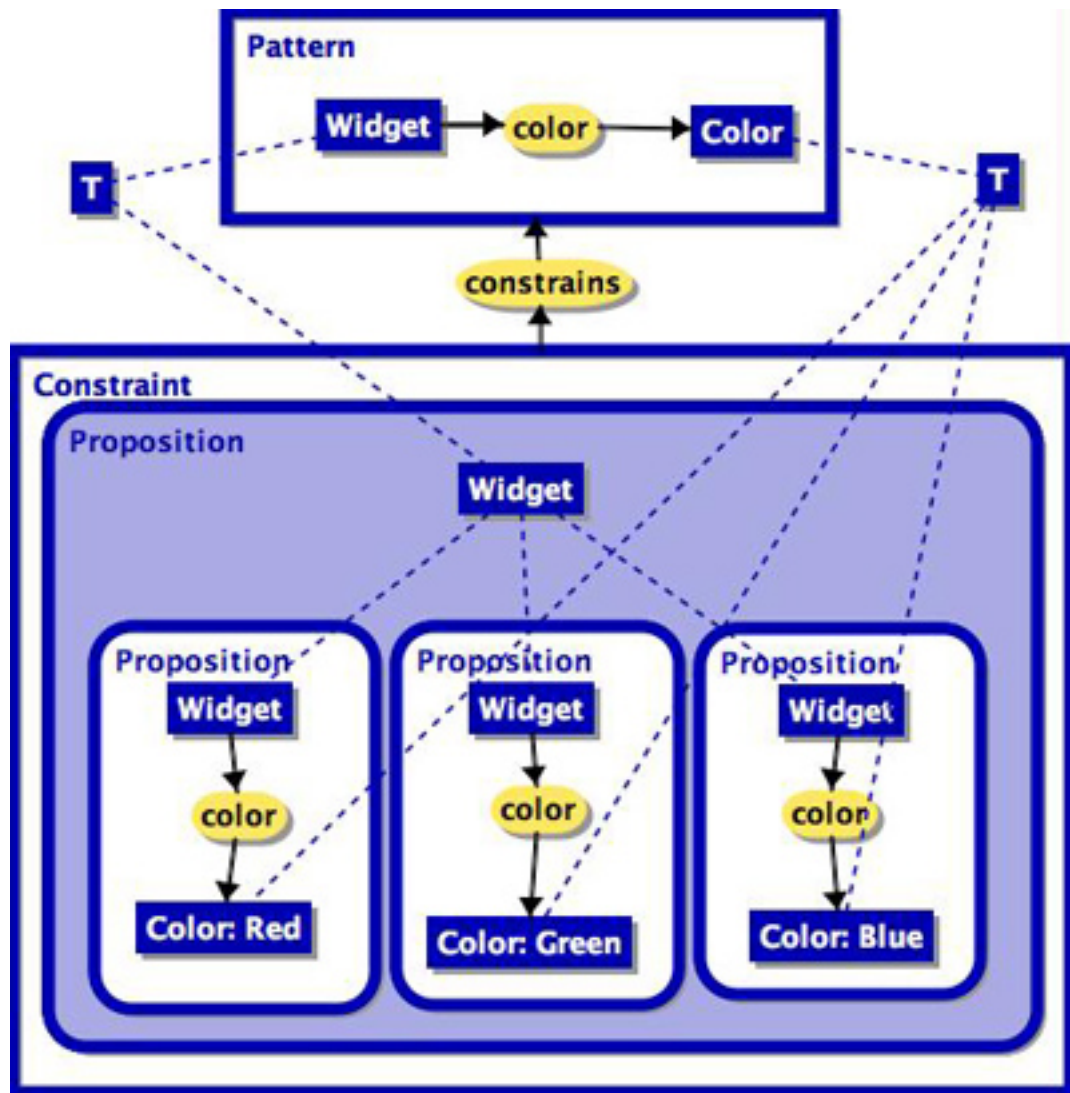 Pattern
Widget color Color
T
T
constrains
Constraint
Proposition
Widget
Proposition Proposition Proposition
Widget Widget Widget
color color color
Color: Red Color: Green Color: Blue